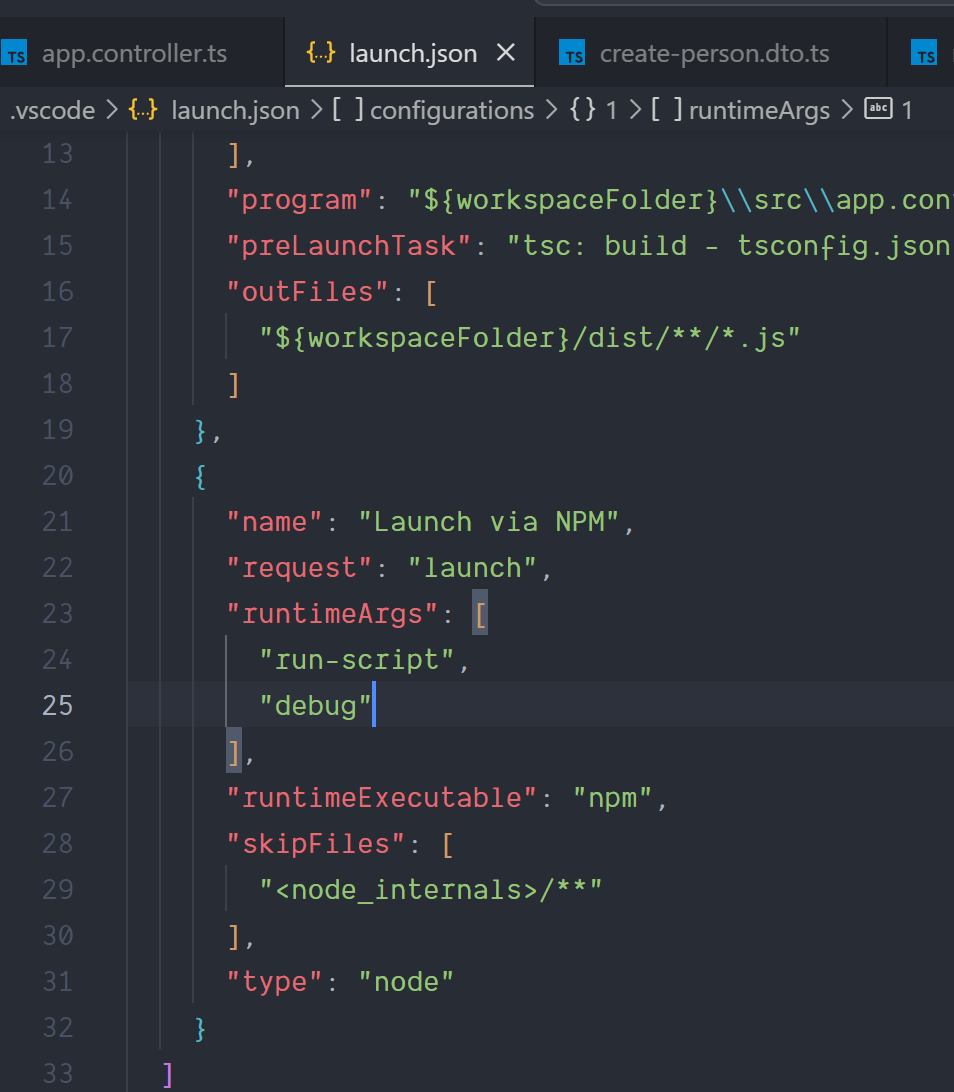 TS app.controller.ts {..} launch.json × TS create-person.dto.ts TS
.vscode > {..} launch.json > [ ] configurations > {} 1 > [ ] runtimeArgs > abc 1
13 ],
14 "program": "${workspaceFolder}\\src\\app.con
15 "preLaunchTask": "tsc: build - tsconfig.json
16 "outFiles": [
17 "${workspaceFolder}/dist/**/*.js"
18 ]
19 },
20 {
21 "name": "Launch via NPM",
22 "request": "launch",
23 "runtimeArgs": [
24 "run-script",
25 "debug"
26 ],
27 "runtimeExecutable": "npm",
28 "skipFiles": [
29 "<node_internals>/**"
30 ],
31 "type": "node"
32 }
33 ]